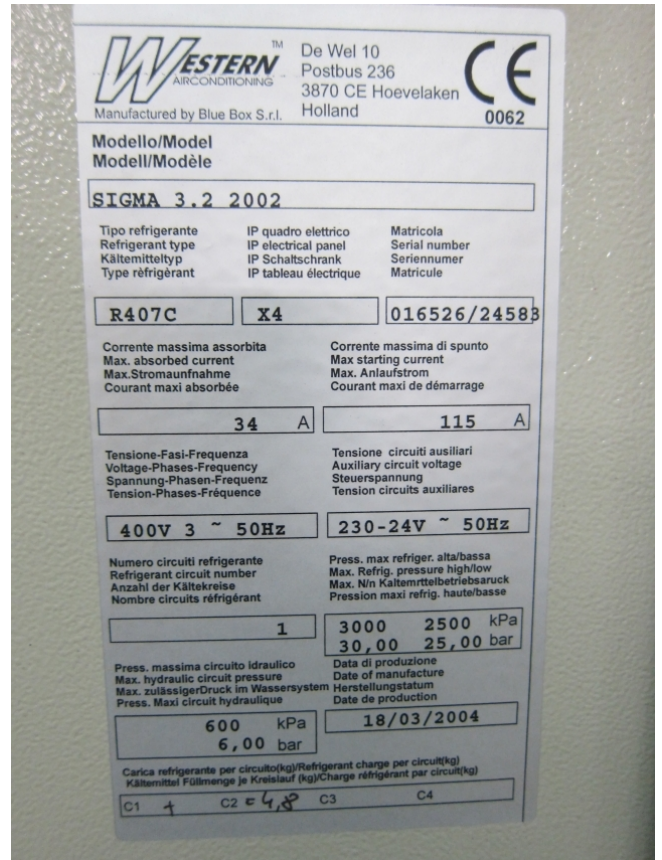 WESTERN™
AIRCONDITIONING
Manufactured by Blue Box S.r.l.
De Wel 10
Postbus 236
3870 CE Hoevelaken
Holland
CE
0062
Modello/Model
Modell/Modèle
SIGMA 3.2 2002
Tipo refrigerante
Refrigerant type
Kältemitteltyp
Type rèfrigèrant
R407C
IP quadro elettrico
IP electrical panel
IP Schaltschrank
IP tableau électrique
X4
Matricola
Serial number
Seriennumer
Matricule
016526/24583
Corrente massima assorbita
Max. absorbed current
Max.Stromaunfnahme
Courant maxi absorbée
34 A
Corrente massima di spunto
Max starting current
Max. Anlaufstrom
Courant maxi de démarrage
115 A
Tensione-Fasi-Frequenza
Voltage-Phases-Frequency
Spannung-Phasen-Frequenz
Tension-Phases-Fréquence
400V 3 ~ 50Hz
Tensione circuiti ausiliari
Auxiliary circuit voltage
Steuerspannung
Tension circuits auxiliares
230-24V ~ 50Hz
Numero circuiti refrigerante
Refrigerant circuit number
Anzahl der Kältekreise
Nombre circuits réfrigérant
1
Press. max refriger. alta/bassa
Max. Refrig. pressure high/low
Max. N/n Kaltemrttelbetriebsaruck
Pression maxi refrig. haute/basse
3000 2500 kPa
30,00 25,00 bar
Press. massima circuito idraulico
Max. hydraulic circuit pressure
Max. zulässigerDruck im Wassersystem
Press. Maxi circuit hydraulique
600 kPa
6,00 bar
Data di produzione
Date of manufacture
Herstellungstatum
Date de production
18/03/2004
Carica refrigerante per circuito(kg)/Refrigerant charge per circuit(kg)
Kältemittel Füllmenge je Kreislauf (kg)/Charge réfrigérant par circuit(kg)
C1 + C2 = 4,8 C3 C4